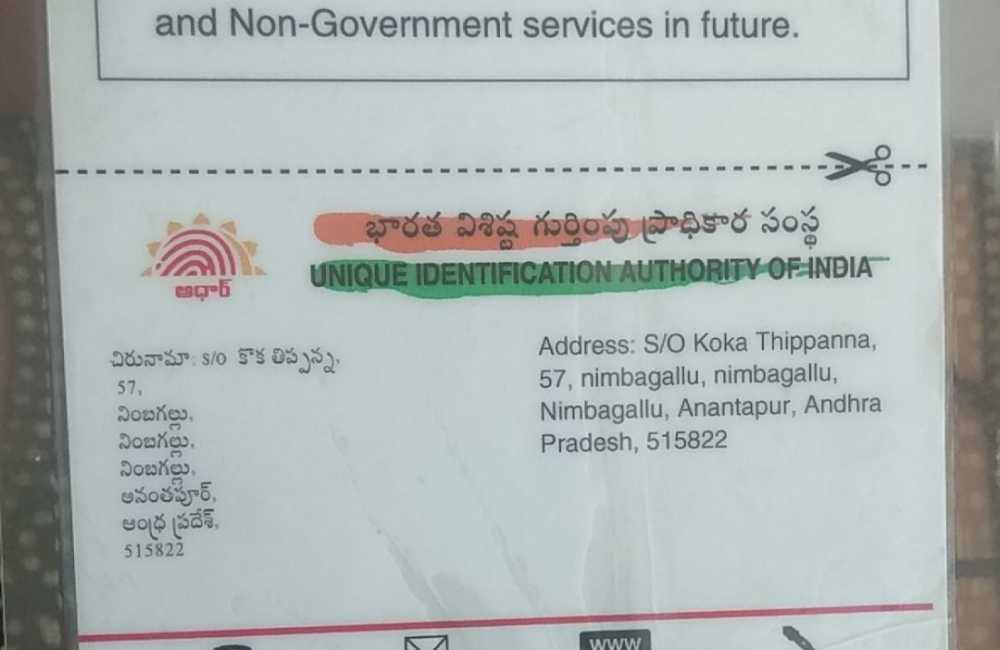 and Non-Government services in future.
భారత విశిష్ట గుర్తింపు ప్రాధికార సంస్థ
UNIQUE IDENTIFICATION AUTHORITY OF INDIA
ఆధార్
చిరునామా: S/O కొక తిప్పన్న,
57,
నింబగల్లు,
నింబగల్లు,
నింబగల్లు,
అనంతపూర్,
ఆంధ్ర ప్రదేశ్,
515822
Address: S/O Koka Thippanna,
57, nimbagallu, nimbagallu,
Nimbagallu, Anantapur, Andhra
Pradesh, 515822
www